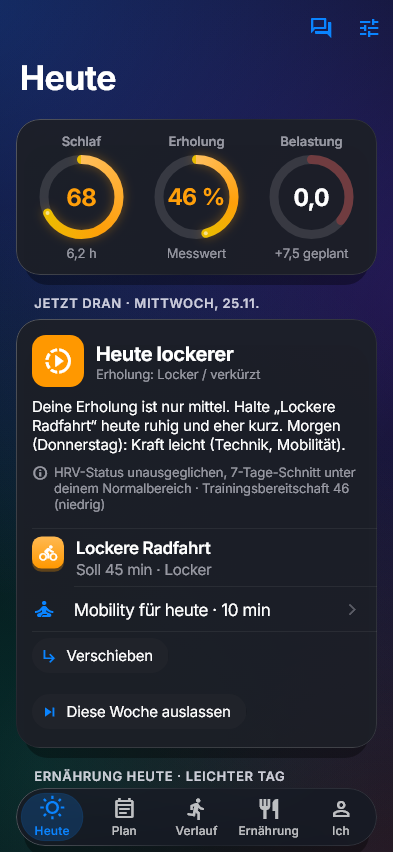 Heute
Schlaf
Erholung
Belastung
68
46 %
0,0
6,2 h
Messwert
+7,5 geplant
JETZT DRAN · MITTWOCH, 25.11.
Heute lockerer
Erholung: Locker / verkürzt
Deine Erholung ist nur mittel. Halte „Lockere
Radfahrt“ heute ruhig und eher kurz. Morgen
(Donnerstag): Kraft leicht (Technik, Mobilität).
HRV-Status unausgeglichen, 7-Tage-Schnitt unter
deinem Normalbereich · Trainingsbereitschaft 46
(niedrig)
Lockere Radfahrt
Soll 45 min · Locker
Mobility für heute · 10 min
Verschieben
Diese Woche auslassen
ERNÄHRUNG HEUTE · LEICHTER TAG
Heute
Plan
Verlauf
Ernährung
Ich